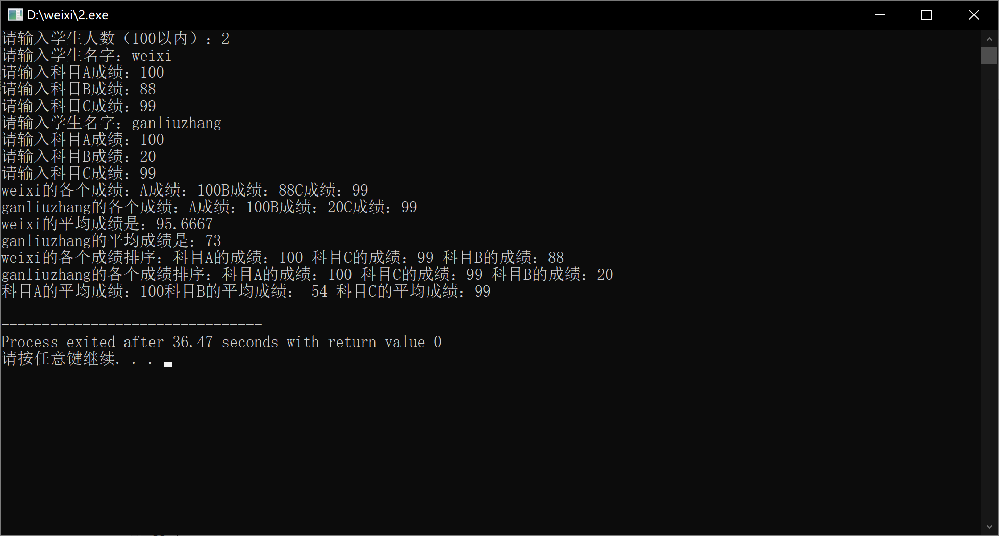 D:\weixi\2.exe
请输入学生人数（100以内）：2
请输入学生名字：weixi
请输入科目A成绩：100
请输入科目B成绩：88
请输入科目C成绩：99
请输入学生名字：ganliuzhang
请输入科目A成绩：100
请输入科目B成绩：20
请输入科目C成绩：99
weixi的各个成绩：A成绩：100B成绩：88C成绩：99
ganliuzhang的各个成绩：A成绩：100B成绩：20C成绩：99
weixi的平均成绩是：95.6667
ganliuzhang的平均成绩是：73
weixi的各个成绩排序：科目A的成绩：100 科目C的成绩：99 科目B的成绩：88
ganliuzhang的各个成绩排序：科目A的成绩：100 科目C的成绩：99 科目B的成绩：20
科目A的平均成绩：100科目B的平均成绩： 54 科目C的平均成绩：99
--------------------------------
Process exited after 36.47 seconds with return value 0
请按任意键继续. . .